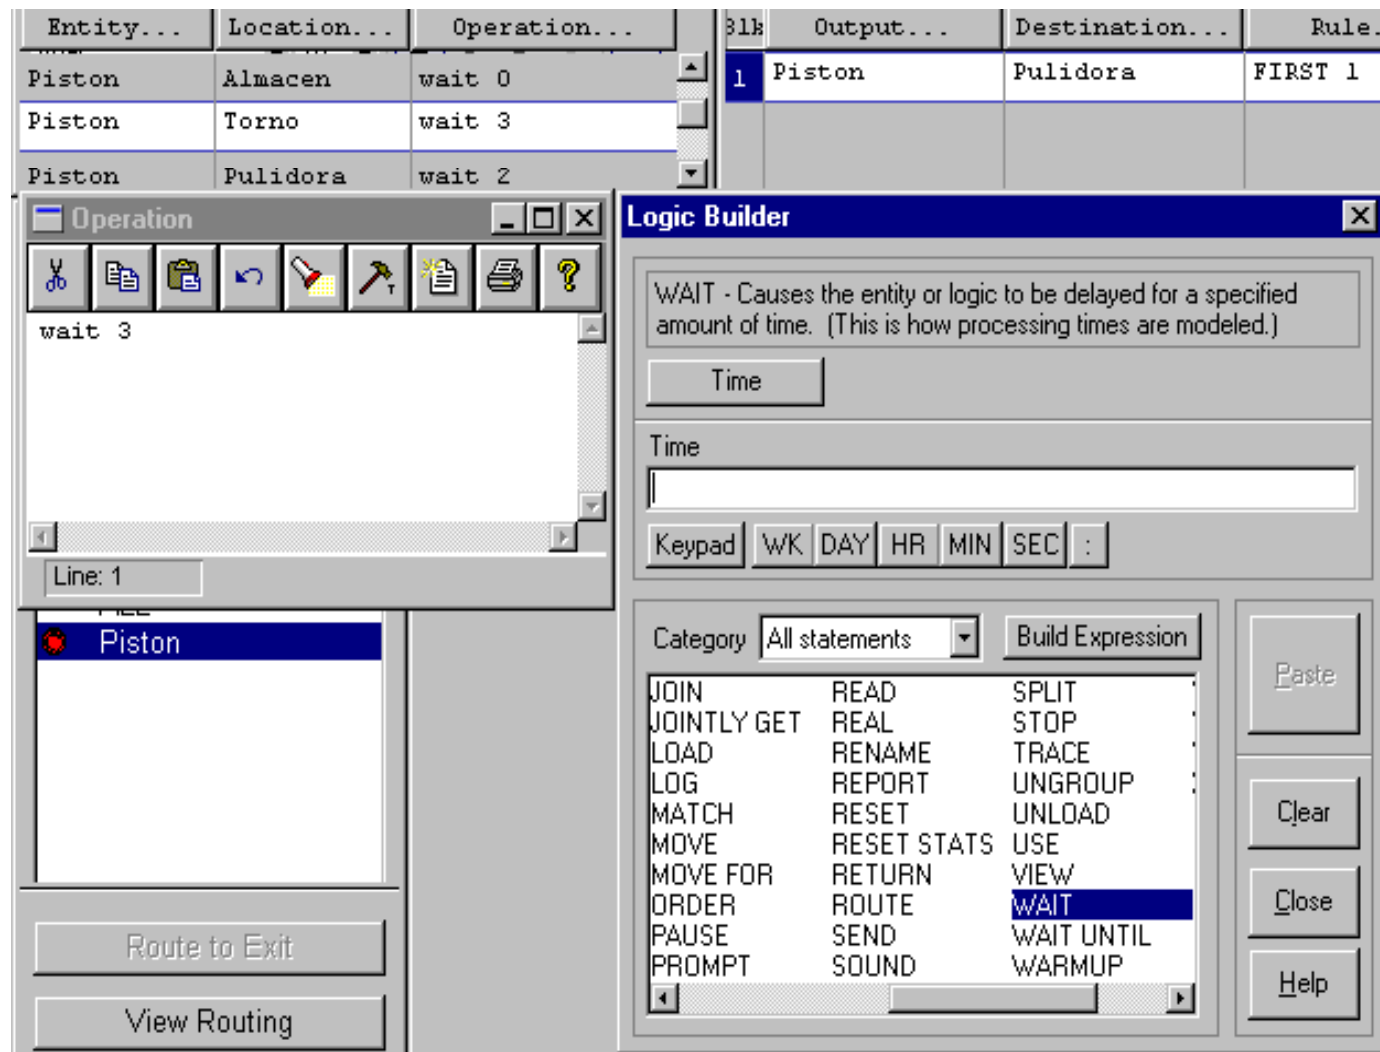 Entity... Location... Operation... Blk Output... Destination... Rule.
Piston Almacen wait 0 1 Piston Pulidora FIRST 1
Piston Torno wait 3
Piston Pulidora wait 2
Operation
wait 3
Line: 1
Piston
Route to Exit
View Routing
Logic Builder
WAIT - Causes the entity or logic to be delayed for a specified
amount of time. (This is how processing times are modeled.)
Time
Time
Keypad WK DAY HR MIN SEC :
Category All statements Build Expression
JOIN READ SPLIT
JOINTLY GET REAL STOP
LOAD RENAME TRACE
LOG REPORT UNGROUP
MATCH RESET UNLOAD
MOVE RESET STATS USE
MOVE FOR RETURN VIEW
ORDER ROUTE WAIT
PAUSE SEND WAIT UNTIL
PROMPT SOUND WARMUP
Paste
Clear
Close
Help